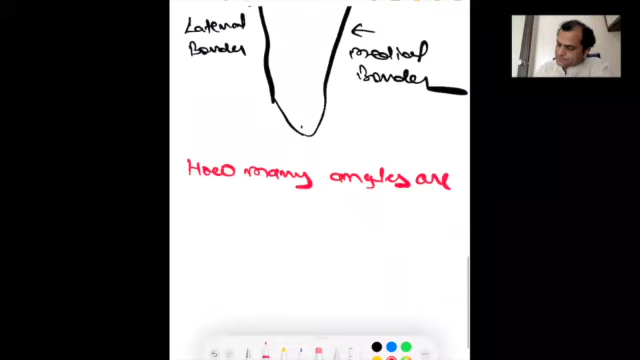 Lateral
Border
medial
Border
How many angles are